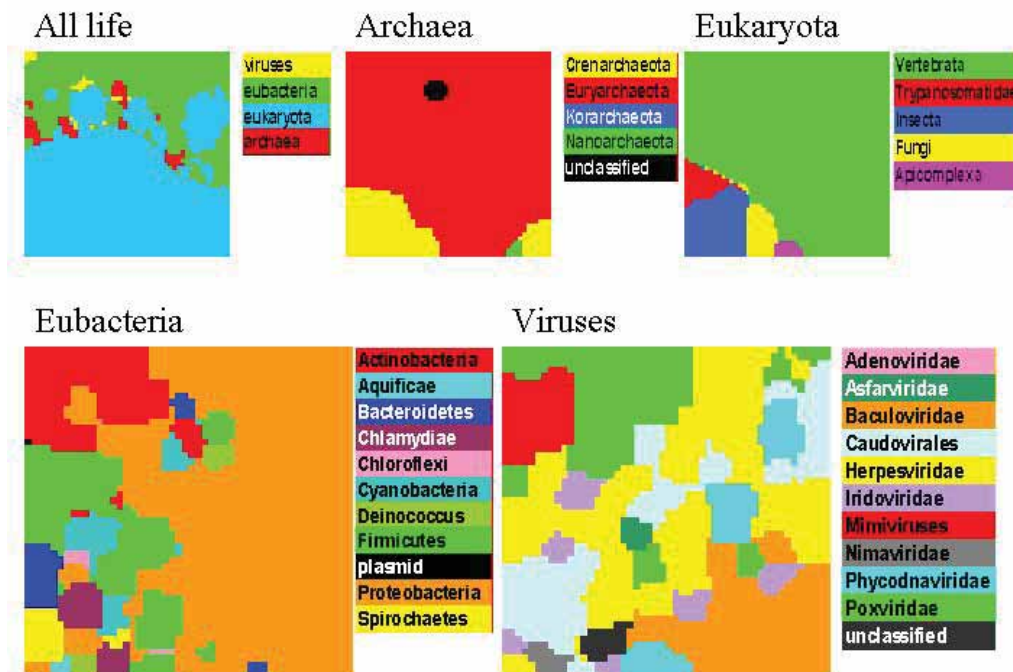 All life
viruses
eubacteria
eukaryota
archaea
Archaea
Crenarchaeota
Euryarchaeota
Korarchaeota
Nanoarchaeota
unclassified
Eukaryota
Vertebrata
Trypanosomatidae
Insecta
Fungi
Apicomplexa
Eubacteria
Actinobacteria
Aquificae
Bacteroidetes
Chlamydiae
Chloroflexi
Cyanobacteria
Deinococcus
Firmicutes
plasmid
Proteobacteria
Spirochaetes
Viruses
Adenoviridae
Asfarviridae
Baculoviridae
Caudovirales
Herpesviridae
Iridoviridae
Mimiviruses
Nimaviridae
Phycodnaviridae
Poxviridae
unclassified